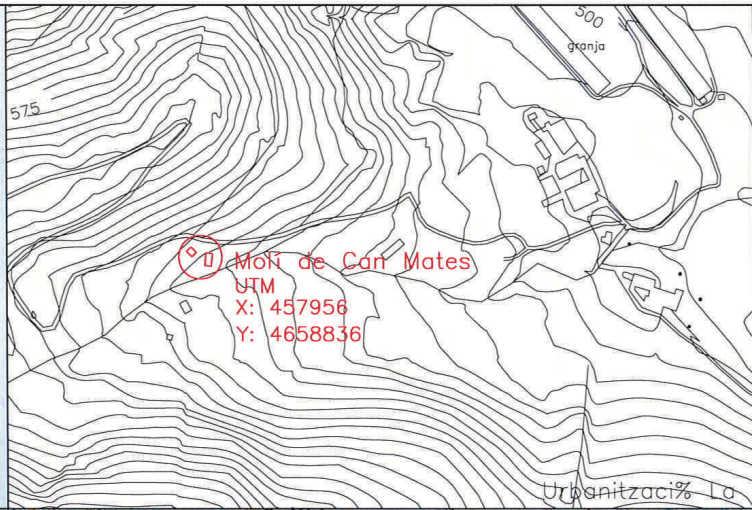 500
granja
575
Molí de Can Mates
UTM
X: 457956
Y: 4658836
Urbanitzaci% La